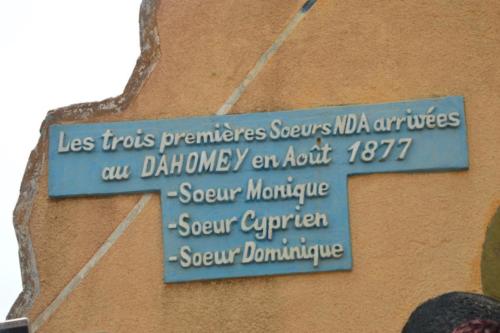 Les trois premières Soeurs NDA arrivées
au DAHOMEY en Août 1877
-Soeur Monique
-Soeur Cyprien
-Soeur Dominique